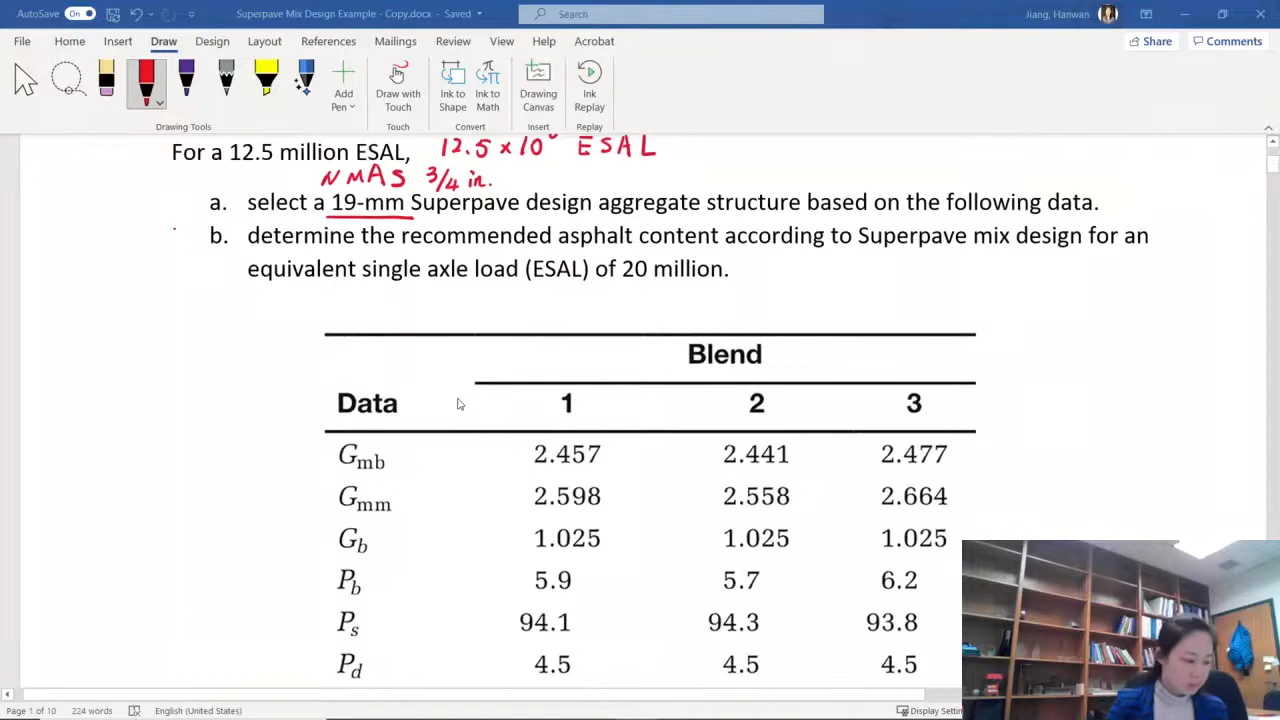 AutoSave On Superpave Mix Design Example - Copy.docx - Saved Search Jiang, Hanwan
File Home Insert Draw Design Layout References Mailings Review View Help Acrobat Share Comments
Add Pen Draw with Touch Ink to Shape Ink to Math Drawing Canvas Ink Replay
Drawing Tools Touch Convert Insert Replay
For a 12.5 million ESAL, 12.5 × 10⁶ ESAL
NMAS 3/4 in.
a. select a 19-mm Superpave design aggregate structure based on the following data.
b. determine the recommended asphalt content according to Superpave mix design for an
equivalent single axle load (ESAL) of 20 million.
Blend
Data 1 2 3
Gmb 2.457 2.441 2.477
Gmm 2.598 2.558 2.664
Gb 1.025 1.025 1.025
Pb 5.9 5.7 6.2
Ps 94.1 94.3 93.8
Pd 4.5 4.5 4.5
Page 1 of 10 224 words English (United States) Display Setting